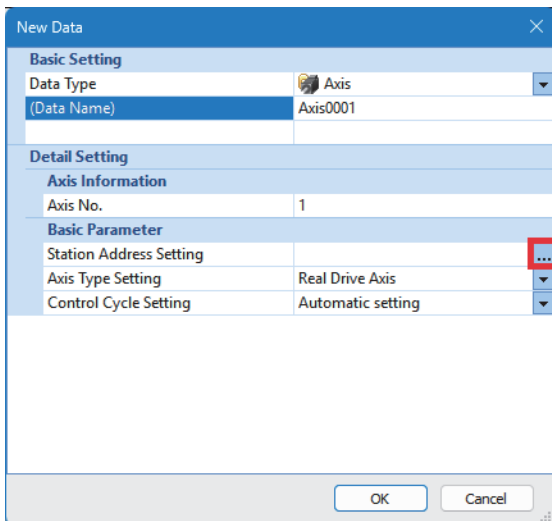 New Data
Basic Setting
Data Type Axis
(Data Name) Axis0001
Detail Setting
Axis Information
Axis No. 1
Basic Parameter
Station Address Setting ...
Axis Type Setting Real Drive Axis
Control Cycle Setting Automatic setting
OK Cancel